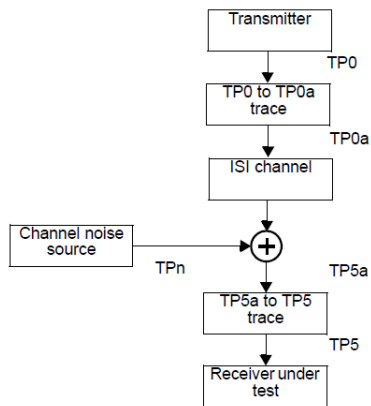 Transmitter
TP0
TP0 to TP0a
trace
TP0a
ISI channel
Channel noise
source
TPn
TP5a
TP5a to TP5
trace
TP5
Receiver under
test